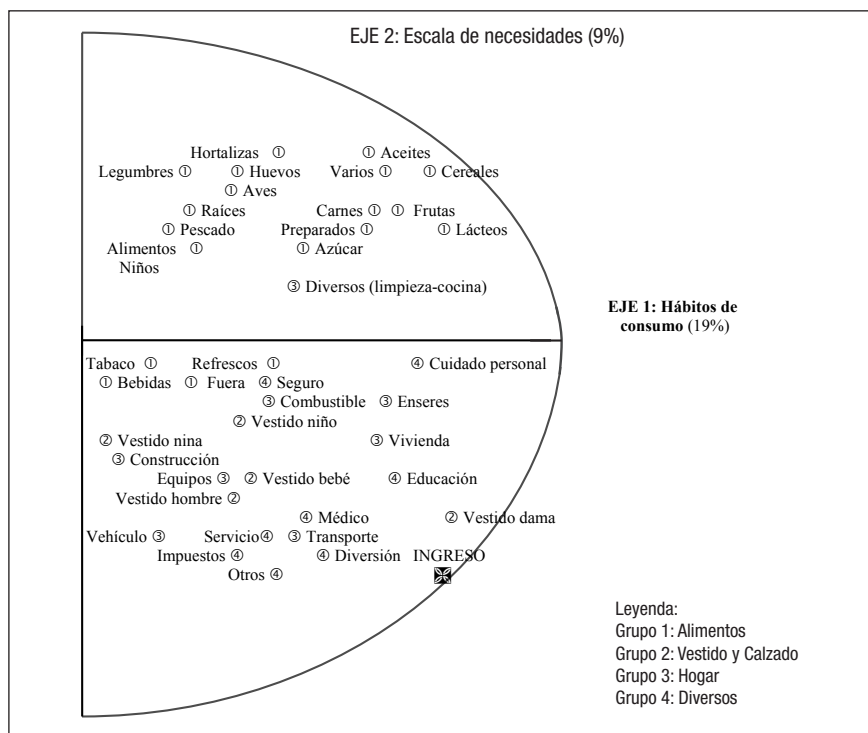 EJE 2: Escala de necesidades (9%)
Hortalizas ① ① Aceites
Legumbres ① ① Huevos Varios ① ① Cereales
① Aves
① Raíces Carnes ① ① Frutas
① Pescado Preparados ① ① Lácteos
Alimentos ① ① Azúcar
Niños
③ Diversos (limpieza-cocina)
EJE 1: Hábitos de
consumo (19%)
Tabaco ① Refrescos ① ④ Cuidado personal
① Bebidas ① Fuera ④ Seguro
③ Combustible ③ Enseres
② Vestido niño
② Vestido nina ③ Vivienda
③ Construcción
Equipos ③ ② Vestido bebé ④ Educación
Vestido hombre ②
④ Médico ② Vestido dama
Vehículo ③ Servicio④ ③ Transporte
Impuestos ④ ④ Diversión INGRESO
Otros ④
Leyenda:
Grupo 1: Alimentos
Grupo 2: Vestido y Calzado
Grupo 3: Hogar
Grupo 4: Diversos